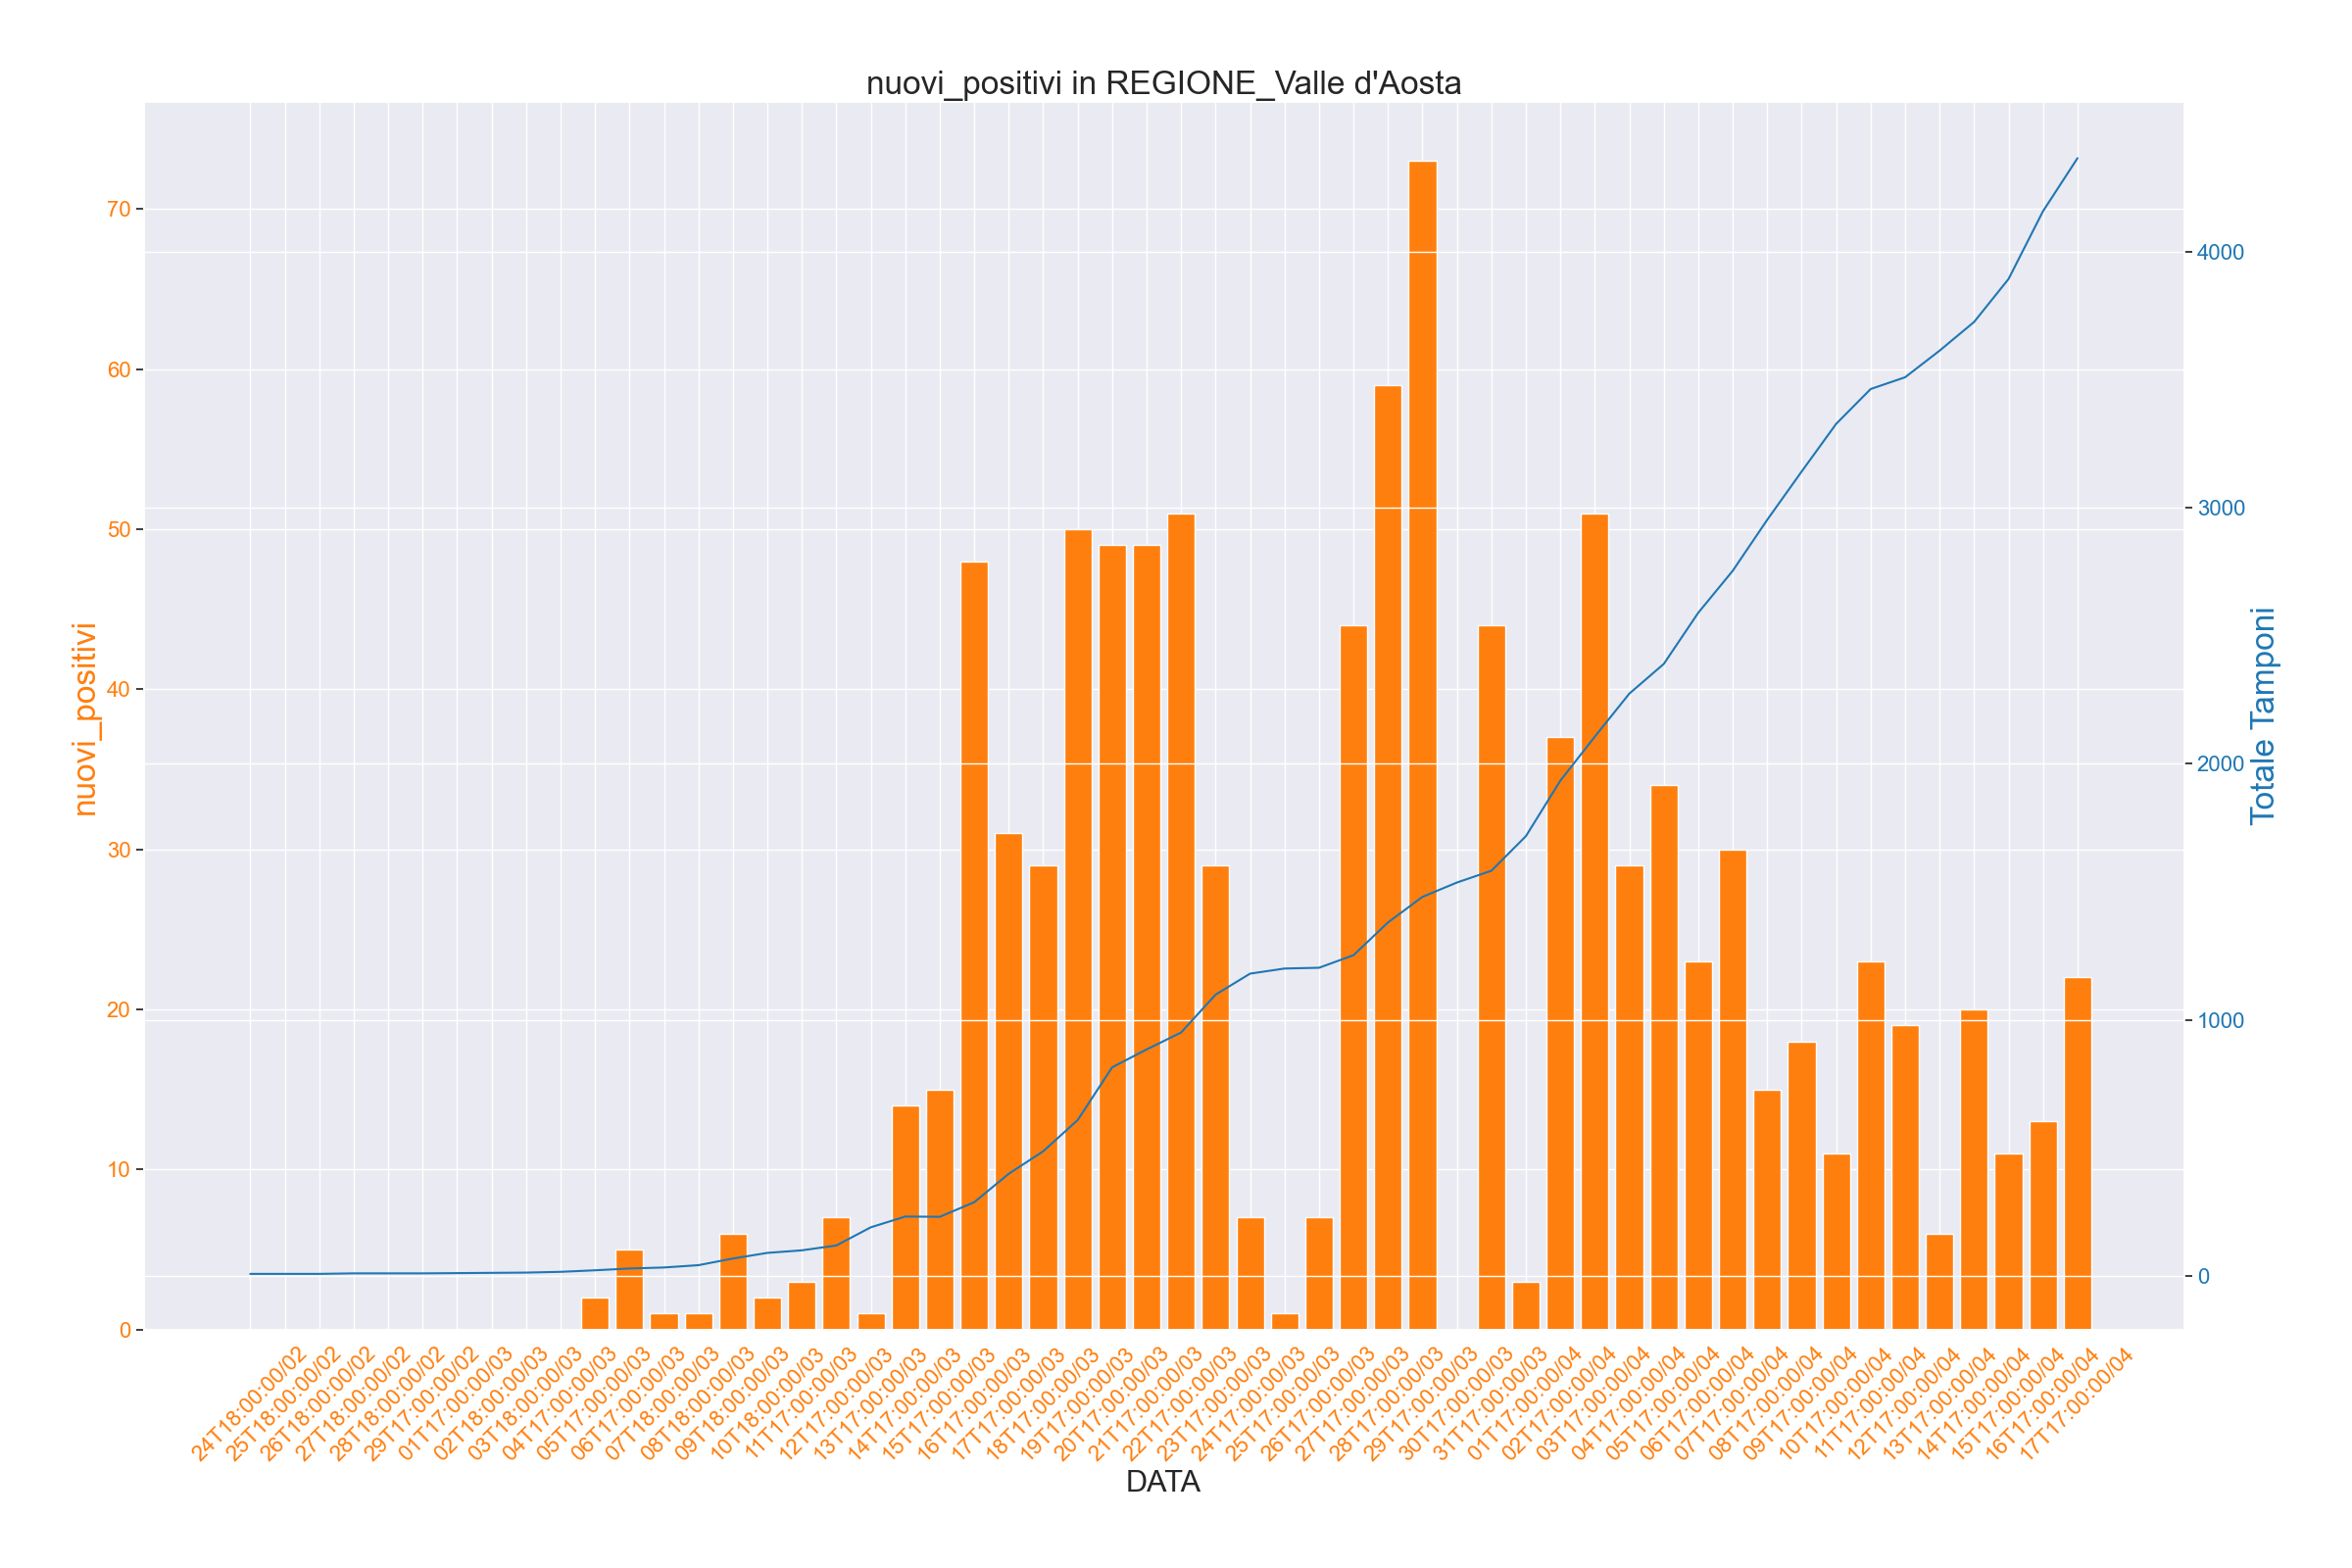 nuovi_positivi in REGIONE_Valle d'Aosta
70
60
50
40
30
20
10
0
nuovi_positivi
4000
3000
2000
1000
0
Totale Tamponi
24T18:00:00/02
25T18:00:00/02
26T18:00:00/02
27T18:00:00/02
28T18:00:00/02
29T17:00:00/02
01T17:00:00/03
02T18:00:00/03
03T18:00:00/03
04T17:00:00/03
05T17:00:00/03
06T17:00:00/03
07T18:00:00/03
08T18:00:00/03
09T18:00:00/03
10T18:00:00/03
11T17:00:00/03
12T17:00:00/03
13T17:00:00/03
14T17:00:00/03
15T17:00:00/03
16T17:00:00/03
17T17:00:00/03
18T17:00:00/03
19T17:00:00/03
20T17:00:00/03
21T17:00:00/03
22T17:00:00/03
23T17:00:00/03
24T17:00:00/03
25T17:00:00/03
26T17:00:00/03
27T17:00:00/03
28T17:00:00/03
29T17:00:00/03
30T17:00:00/03
31T17:00:00/03
01T17:00:00/04
02T17:00:00/04
03T17:00:00/04
04T17:00:00/04
05T17:00:00/04
06T17:00:00/04
07T17:00:00/04
08T17:00:00/04
09T17:00:00/04
10T17:00:00/04
11T17:00:00/04
12T17:00:00/04
13T17:00:00/04
14T17:00:00/04
15T17:00:00/04
16T17:00:00/04
17T17:00:00/04
DATA